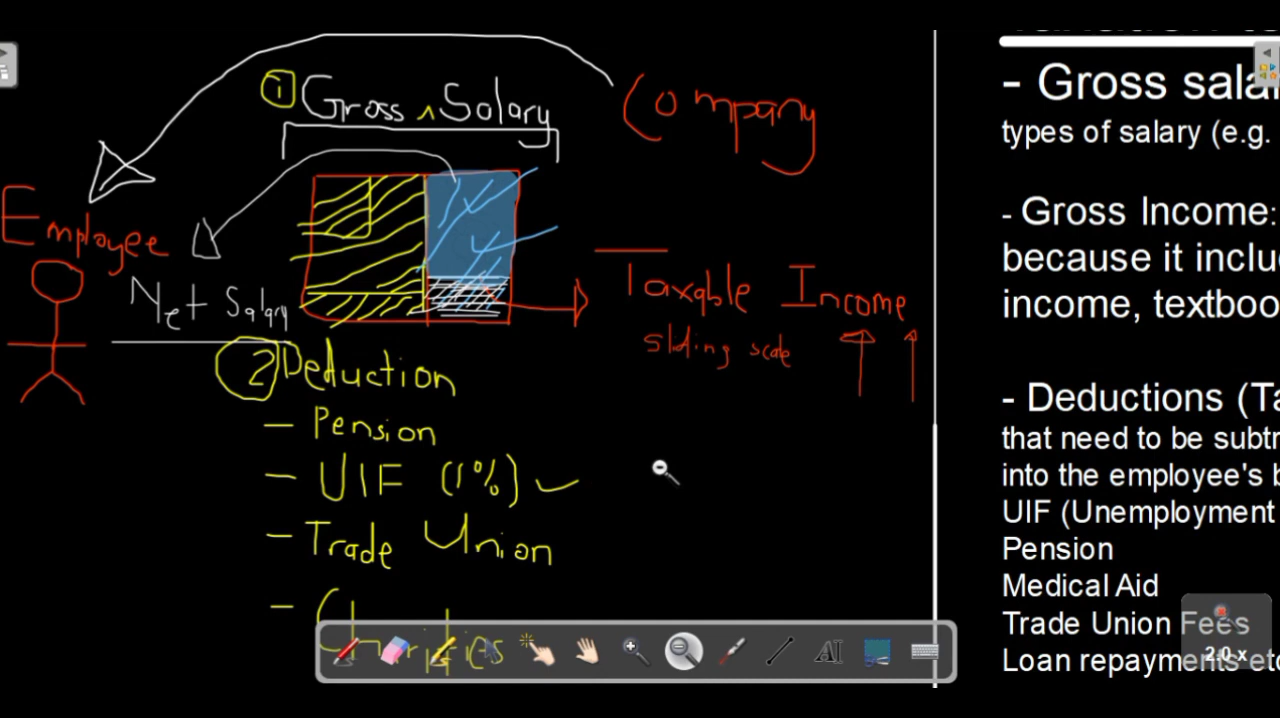 ① Gross ^ Salary
Company
Employee
Net Salary
Taxable Income
sliding scale
② Deduction
- Pension
- UIF (1%) ✓
- Trade Union
- Charities
- Gross sala
types of salary (e.g.
- Gross Income:
because it inclu
income, textboo
- Deductions (Ta
that need to be subtr
into the employee's b
UIF (Unemployment
Pension
Medical Aid
Trade Union Fees
Loan repayments etc
2.0 x